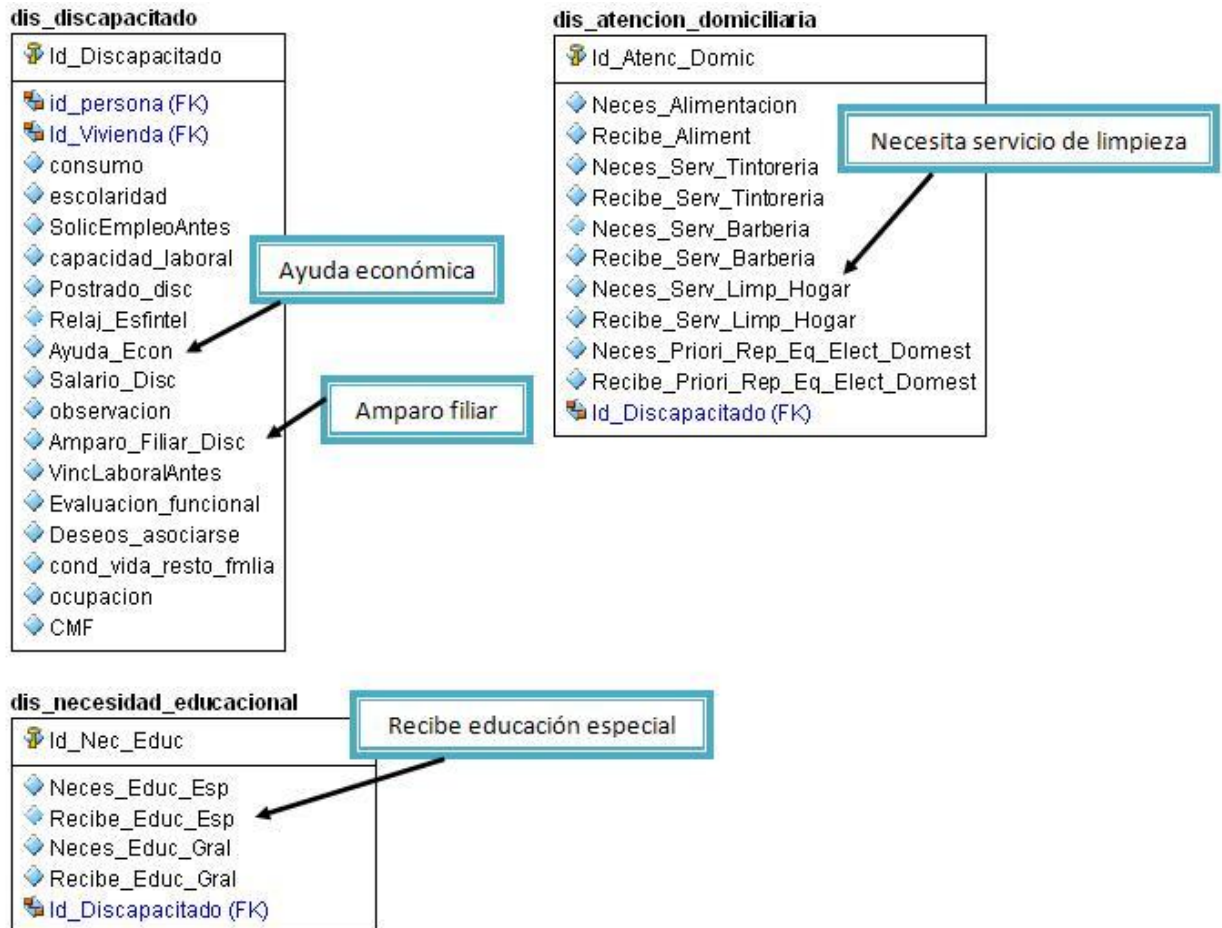 dis_discapacitado
Id_Discapacitado
id_persona (FK)
Id_Vivienda (FK)
consumo
escolaridad
SolicEmpleoAntes
capacidad_laboral
Postrado_disc
Relaj_Esfintel
Ayuda_Econ
Salario_Disc
observacion
Amparo_Filiar_Disc
VincLaboralAntes
Evaluacion_funcional
Deseos_asociarse
cond_vida_resto_fmlia
ocupacion
CMF
Ayuda económica
Amparo filiar
dis_atencion_domiciliaria
Id_Atenc_Domic
Neces_Alimentacion
Recibe_Aliment
Neces_Serv_Tintoreria
Recibe_Serv_Tintoreria
Neces_Serv_Barberia
Recibe_Serv_Barberia
Neces_Serv_Limp_Hogar
Recibe_Serv_Limp_Hogar
Neces_Priori_Rep_Eq_Elect_Domest
Recibe_Priori_Rep_Eq_Elect_Domest
Id_Discapacitado (FK)
Necesita servicio de limpieza
dis_necesidad_educacional
Id_Nec_Educ
Neces_Educ_Esp
Recibe_Educ_Esp
Neces_Educ_Gral
Recibe_Educ_Gral
Id_Discapacitado (FK)
Recibe educación especial